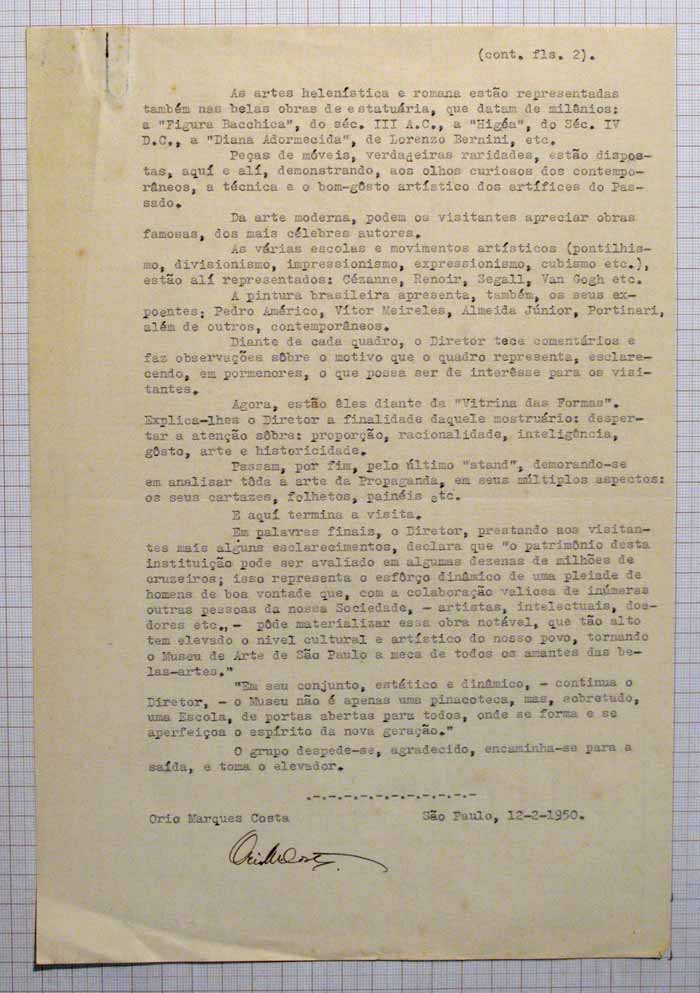 (cont. fls. 2).
As artes helenística e romana estão representadas
também nas belas obras de estatuária, que datam de milênios:
a "Figura Bacchica", do séc. III A.C., a "Higéa", do Séc. IV
D.C., a "Diana Adormecida", de Lorenzo Bernini, etc.
Peças de móveis, verdadeiras raridades, estão dispos-
tas, aquí e alí, demonstrando, aos olhos curiosos dos contempo-
râneos, a técnica e o bom-gôsto artístico dos artífices do Pas-
sado.
Da arte moderna, podem os visitantes apreciar obras
famosas, dos mais célebres autores.
As várias escolas e movimentos artísticos (pontilhis-
mo, divisionismo, impressionismo, expressionismo, cubismo etc.),
estão alí representados: Cézanne, Renoir, Segall, Van Gogh etc.
A pintura brasileira apresenta, também, os seus ex-
poentes; Pedro Américo, Vítor Meireles, Almeida Júnior, Portinari,
além de outros, contemporâneos.
Diante de cada quadro, o Diretor tece comentários e
faz observações sôbre o motivo que o quadro representa, esclare-
cendo, em pormenores, o que possa ser de interêsse para os visi-
tantes.
Agora, estão êles diante da "Vitrina das Formas".
Explica-lhes o Diretor a finalidade daquele mostruário: desper-
tar a atenção sôbre: proporção, racionalidade, inteligência,
gôsto, arte e historicidade.
Passam, por fim, pelo último "stand", demorando-se
em analisar tôda a arte da Propaganda, em seus múltiplos aspectos:
os seus cartazes, folhetos, painéis etc.
E aquí termina a visita.
Em palavras finais, o Diretor, prestando aos visitan-
tes mais alguns esclarecimentos, declara que "o patrimônio desta
instituição pode ser avaliado em algumas dezenas de milhões de
cruzeiros; isso representa o esfôrço dinâmico de uma pleiade de
homens de boa vontade que, com a colaboração valiosa de inúmeras
outras pessoas da nossa Sociedade, - artistas, intelectuais, doa-
dores etc., - pôde materializar essa obra notável, que tão alto
tem elevado o nivel cultural e artístico do nosso povo, tornando
o Museu de Arte de São Paulo a meca de todos os amantes das be-
las-artes."
"Em seu conjunto, estético e dinâmico, - continua o
Diretor, - o Museu não é apenas uma pinacoteca, mas, sobretudo,
uma Escola, de portas abertas para todos, onde se forma e se
aperfeiçoa o espírito da nova geração."
O grupo despede-se, agradecido, encaminha-se para a
saída, e toma o elevador.
.-.-.-.-.-.-.-.-.-.-.-
Orio Marques Costa São Paulo, 12-2-1950.